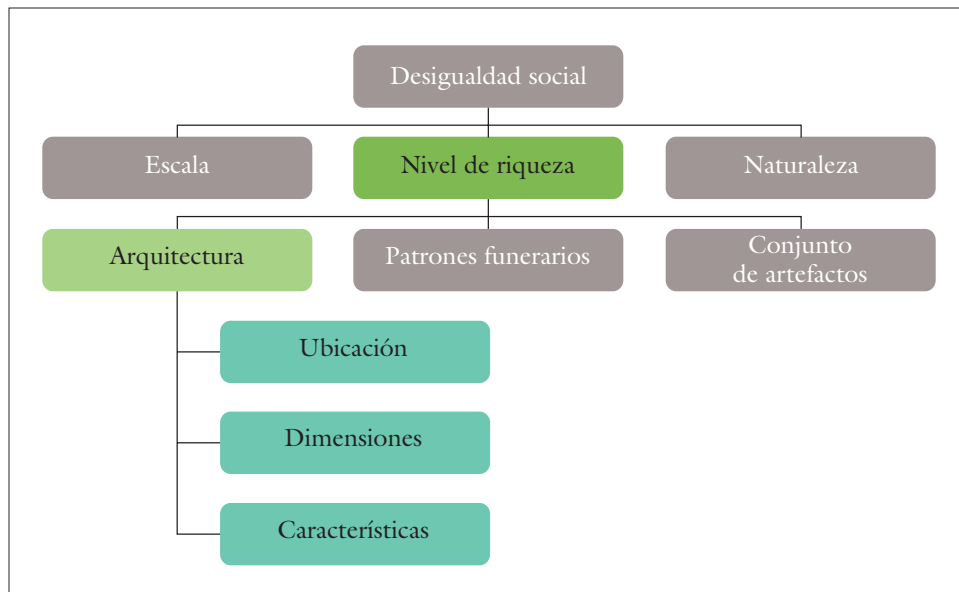 Desigualdad social
Escala
Nivel de riqueza
Naturaleza
Arquitectura
Patrones funerarios
Conjunto
de artefactos
Ubicación
Dimensiones
Características